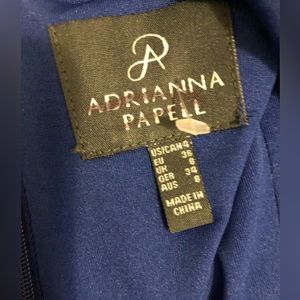 ADRIANNA
PAPELL
US/CAN 4
EU 36
UK 8
GER 34
AUS 8
MADE IN
CHINA